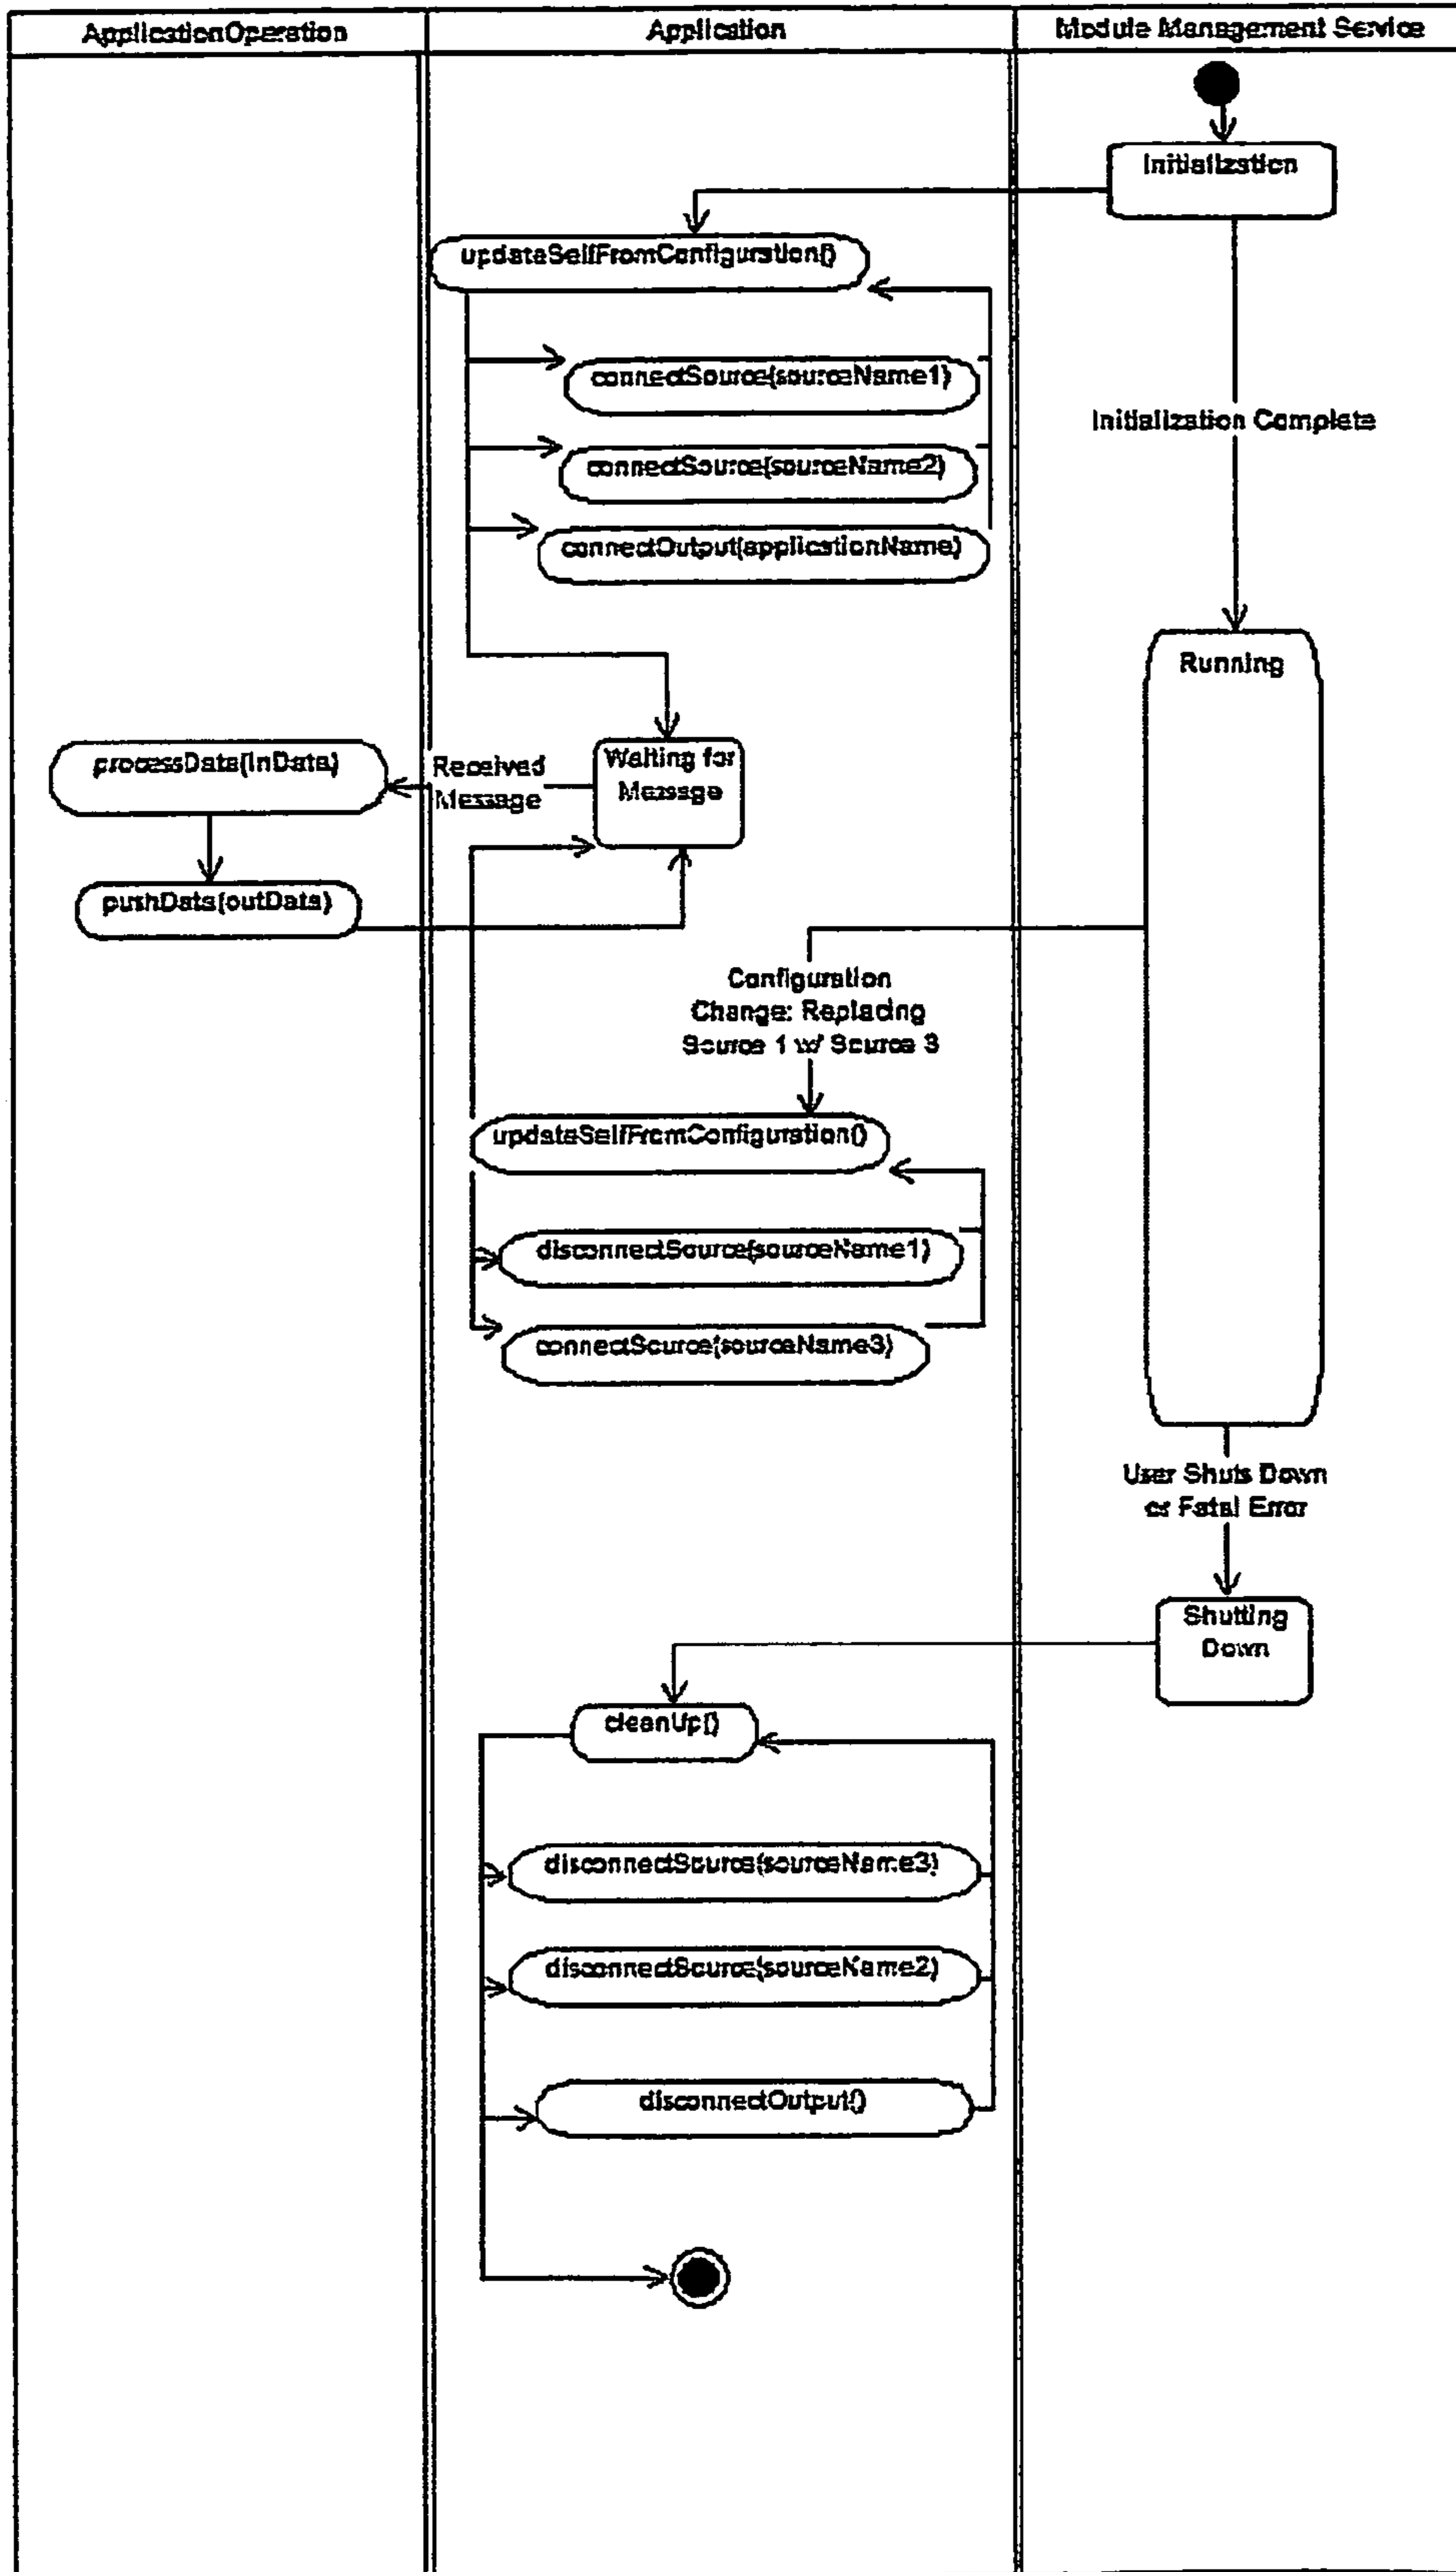 ApplicationOperation
Application
Module Management Service
Initialization
updateSelfFromConfiguration()
connectSource(sourceName1)
Initialization Complete
connectSource(sourceName2)
connectOutput(applicationName)
Running
processData(inData)
Received
Message
Waiting for
Message
pushData(outData)
Configuration
Change: Replacing
Source 1 w/ Source 3
updateSelfFromConfiguration()
disconnectSource(sourceName1)
connectSource(sourceName3)
User Shuts Down
or Fatal Error
Shutting
Down
cleanUp()
disconnectSource(sourceName3)
disconnectSource(sourceName2)
disconnectOutput()